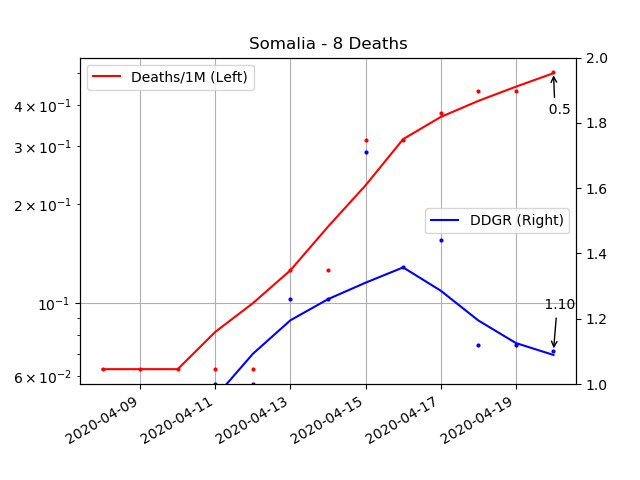 Somalia - 8 Deaths
Deaths/1M (Left)
DDGR (Right)
0.5
1.10
4 × 10⁻¹
3 × 10⁻¹
2 × 10⁻¹
10⁻¹
6 × 10⁻²
2.0
1.8
1.6
1.4
1.2
1.0
2020-04-09
2020-04-11
2020-04-13
2020-04-15
2020-04-17
2020-04-19